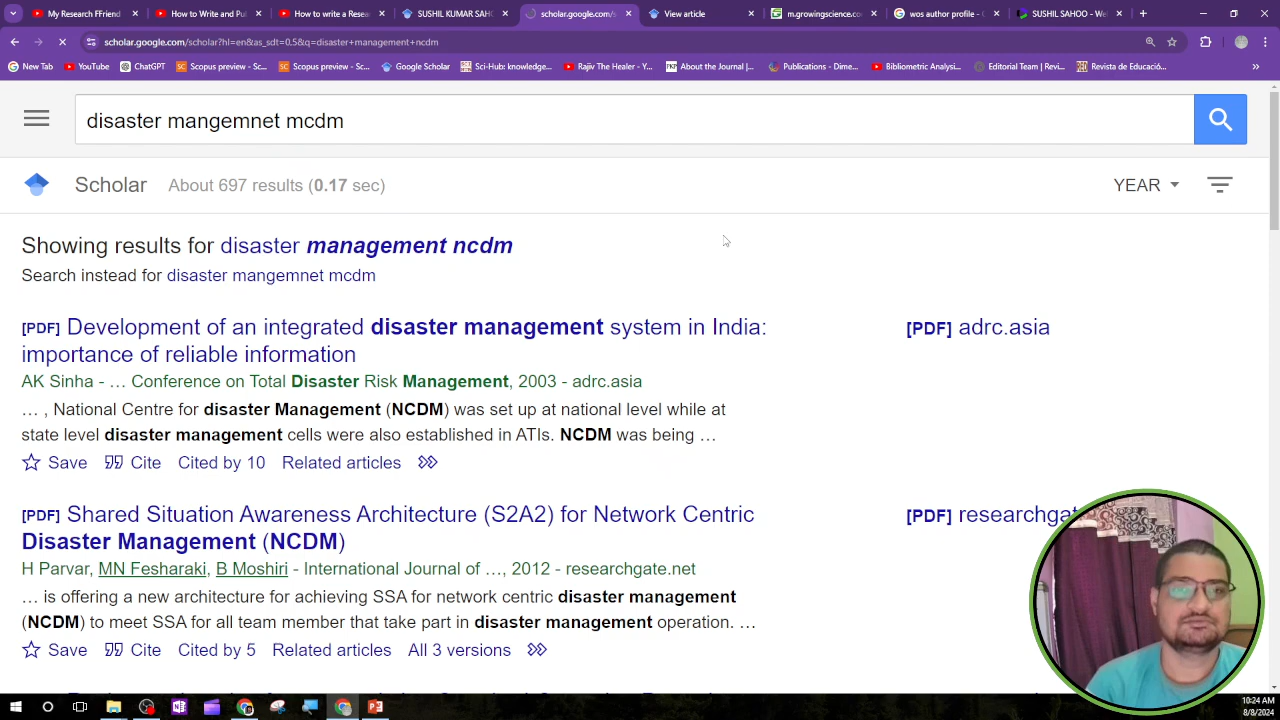 My Research FFriend
How to Write and Pu
How to write a Resea
SUSHIL KUMAR SAHO
scholar.google.com/s
View article
m.growingscience.co
wos author profile - G
SUSHIL SAHOO - We
scholar.google.com/scholar?hl=en&as_sdt=0.5&q=disaster+management+ncdm
New Tab
YouTube
ChatGPT
Scopus preview - Sc...
Scopus preview - Sc...
Google Scholar
Sci-Hub: knowledge...
Rajiv The Healer - Y...
About the Journal |...
Publications - Dime...
Bibliometric Analysi...
Editorial Team | Revi...
Revista de Educació...
disaster mangemnet mcdm
Scholar
About 697 results (0.17 sec)
YEAR
Showing results for disaster management ncdm
Search instead for disaster mangemnet mcdm
[PDF] Development of an integrated disaster management system in India:
importance of reliable information
[PDF] adrc.asia
AK Sinha - … Conference on Total Disaster Risk Management, 2003 - adrc.asia
… , National Centre for disaster Management (NCDM) was set up at national level while at
state level disaster management cells were also established in ATIs. NCDM was being …
Save Cite Cited by 10 Related articles
[PDF] Shared Situation Awareness Architecture (S2A2) for Network Centric
Disaster Management (NCDM)
[PDF] researchgat
H Parvar, MN Fesharaki, B Moshiri - International Journal of …, 2012 - researchgate.net
… is offering a new architecture for achieving SSA for network centric disaster management
(NCDM) to meet SSA for all team member that take part in disaster management operation. …
Save Cite Cited by 5 Related articles All 3 versions
10:24 AM
8/8/2024